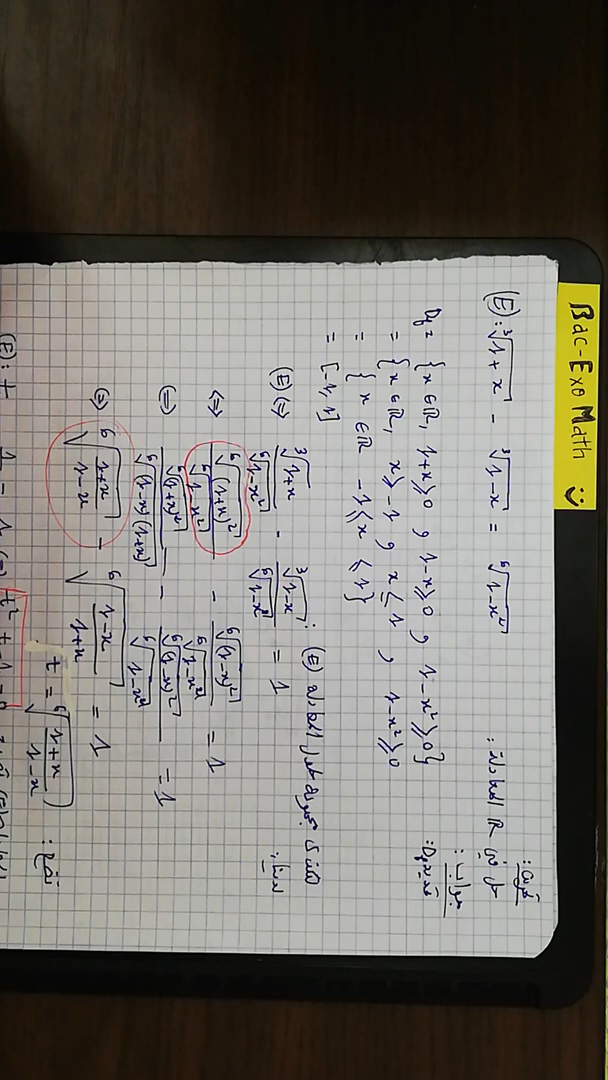 Bac-Exo Math :)
تمرين:
حل في ℝ المعادلة:
(E): ∛(1+x) - ∛(1-x) = ⁶√(1-x²)
جواب:
تحديد D_E:
D_E = {x∈ℝ, 1+x⩾0, 1-x⩾0, 1-x²⩾0}
= {x∈ℝ, x⩾-1, x⩽1, 1-x²⩾0
= {x∈ℝ -1⩽x⩽1}
= [-1,1]
(E)
لدينا:
(E) ⇔ ∛(1+x)/⁶√(1-x²) - ∛(1-x)/⁶√(1-x²) = 1
⇔ ⁶√(1+x)²/⁶√(1-x²) - ⁶√(1-x)²/⁶√(1-x²) = 1
⇔ ⁶√(1+x)²/⁶√((1-x)(1+x)) - ⁶√(1-x)²/⁶√(1-x²) = 1
⇔ ⁶√((1+x)/(1-x)) - ⁶√((1-x)/(1+x)) = 1
نضع: t = ⁶√((1+x)/(1-x))
(E): t